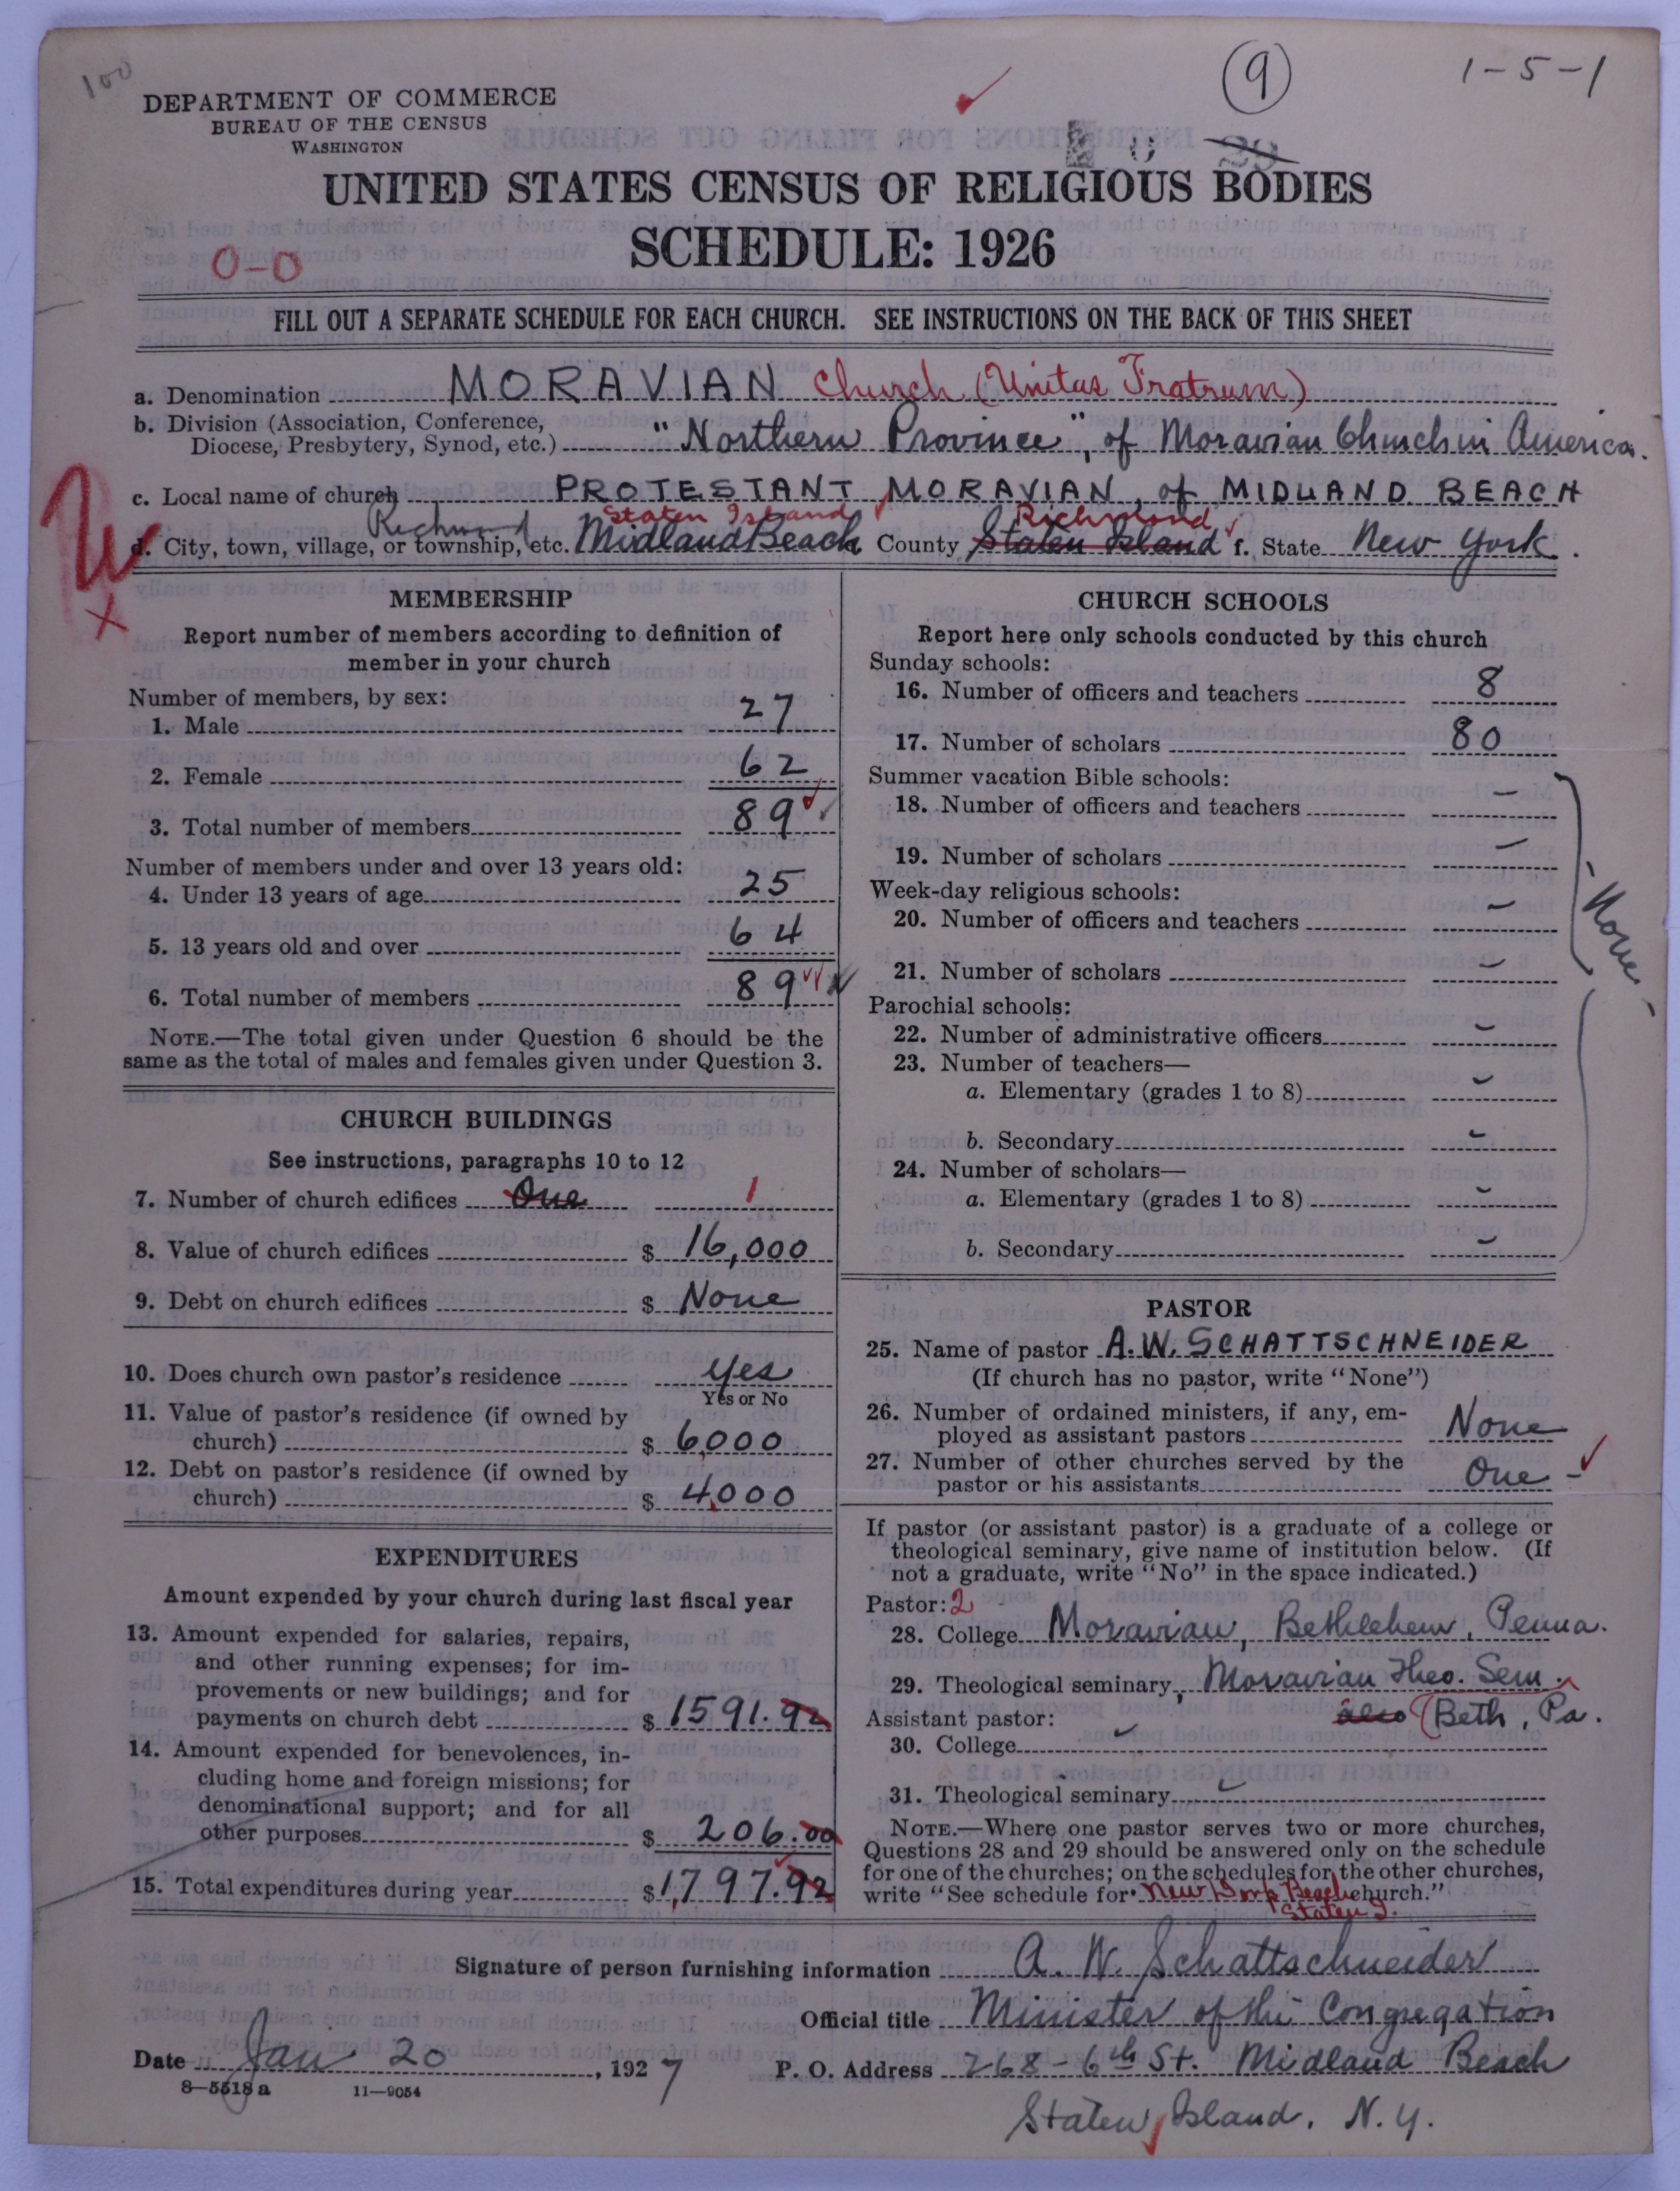 100
9
1-5-1
DEPARTMENT OF COMMERCE
BUREAU OF THE CENSUS
WASHINGTON
29
UNITED STATES CENSUS OF RELIGIOUS BODIES
SCHEDULE: 1926
0-0
FILL OUT A SEPARATE SCHEDULE FOR EACH CHURCH. SEE INSTRUCTIONS ON THE BACK OF THIS SHEET
a. Denomination MORAVIAN Church (Unitas Fratrum)
b. Division (Association, Conference,
Diocese, Presbytery, Synod, etc.) "Northern Province", of Moravian Church in America.
c. Local name of church PROTESTANT MORAVIAN, of MIDLAND BEACH
Richmond Staten Island Richmond
d. City, town, village, or township, etc. Midland Beach County Staten Island f. State New York.
W
X
MEMBERSHIP
Report number of members according to definition of
member in your church
Number of members, by sex:
1. Male 27
2. Female 62
3. Total number of members 89
Number of members under and over 13 years old:
4. Under 13 years of age 25
5. 13 years old and over 64
6. Total number of members 89
NOTE.—The total given under Question 6 should be the
same as the total of males and females given under Question 3.
CHURCH BUILDINGS
See instructions, paragraphs 10 to 12
7. Number of church edifices One 1
8. Value of church edifices $ 16,000
9. Debt on church edifices $ None
10. Does church own pastor's residence Yes
Yes or No
11. Value of pastor's residence (if owned by
church) $ 6,000
12. Debt on pastor's residence (if owned by
church) $ 4,000
EXPENDITURES
Amount expended by your church during last fiscal year
13. Amount expended for salaries, repairs,
and other running expenses; for im-
provements or new buildings; and for
payments on church debt $ 1591.92
14. Amount expended for benevolences, in-
cluding home and foreign missions; for
denominational support; and for all
other purposes $ 206.00
15. Total expenditures during year $ 1,797.92
CHURCH SCHOOLS
Report here only schools conducted by this church
Sunday schools:
16. Number of officers and teachers 8
17. Number of scholars 80
Summer vacation Bible schools:
18. Number of officers and teachers –
19. Number of scholars –
Week-day religious schools:
20. Number of officers and teachers –
- None -
21. Number of scholars –
Parochial schools:
22. Number of administrative officers –
23. Number of teachers—
a. Elementary (grades 1 to 8) –
b. Secondary –
24. Number of scholars—
a. Elementary (grades 1 to 8) –
b. Secondary –
PASTOR
25. Name of pastor A. W. SCHATTSCHNEIDER
(If church has no pastor, write "None")
26. Number of ordained ministers, if any, em-
ployed as assistant pastors None
27. Number of other churches served by the
pastor or his assistants One -
If pastor (or assistant pastor) is a graduate of a college or
theological seminary, give name of institution below. (If
not a graduate, write "No" in the space indicated.)
Pastor: 2
28. College Moravian, Bethlehem, Penna.
29. Theological seminary, Moravian Theo. Sem.
Assistant pastor: also (Beth, Pa.
30. College
31. Theological seminary
NOTE.—Where one pastor serves two or more churches,
Questions 28 and 29 should be answered only on the schedule
for one of the churches; on the schedules for the other churches,
write "See schedule for New Dorp Beach church."
Staten I.
Signature of person furnishing information A. W. Schattschneider
Official title Minister of the Congregation
Date Jan 20, 1927 P. O. Address 268 - 6th St. Midland Beach
8—5518 a 11—9054
Staten Island, N. Y.